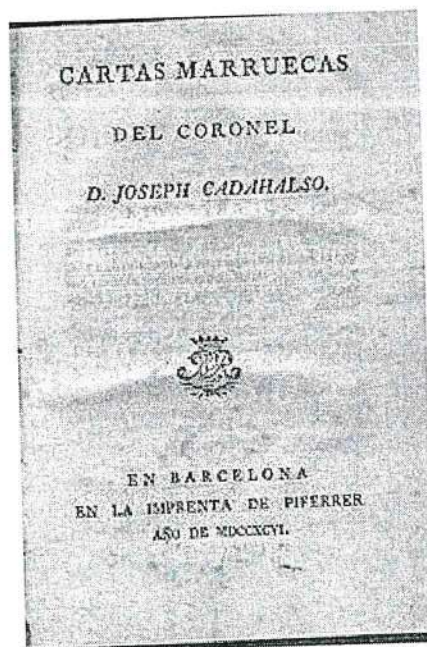 CARTAS MARRUECAS
DEL CORONEL
D. JOSEPH CADAHALSO.
EN BARCELONA
EN LA IMPRENTA DE PIFERRER
AÑO DE MDCCXCVI.